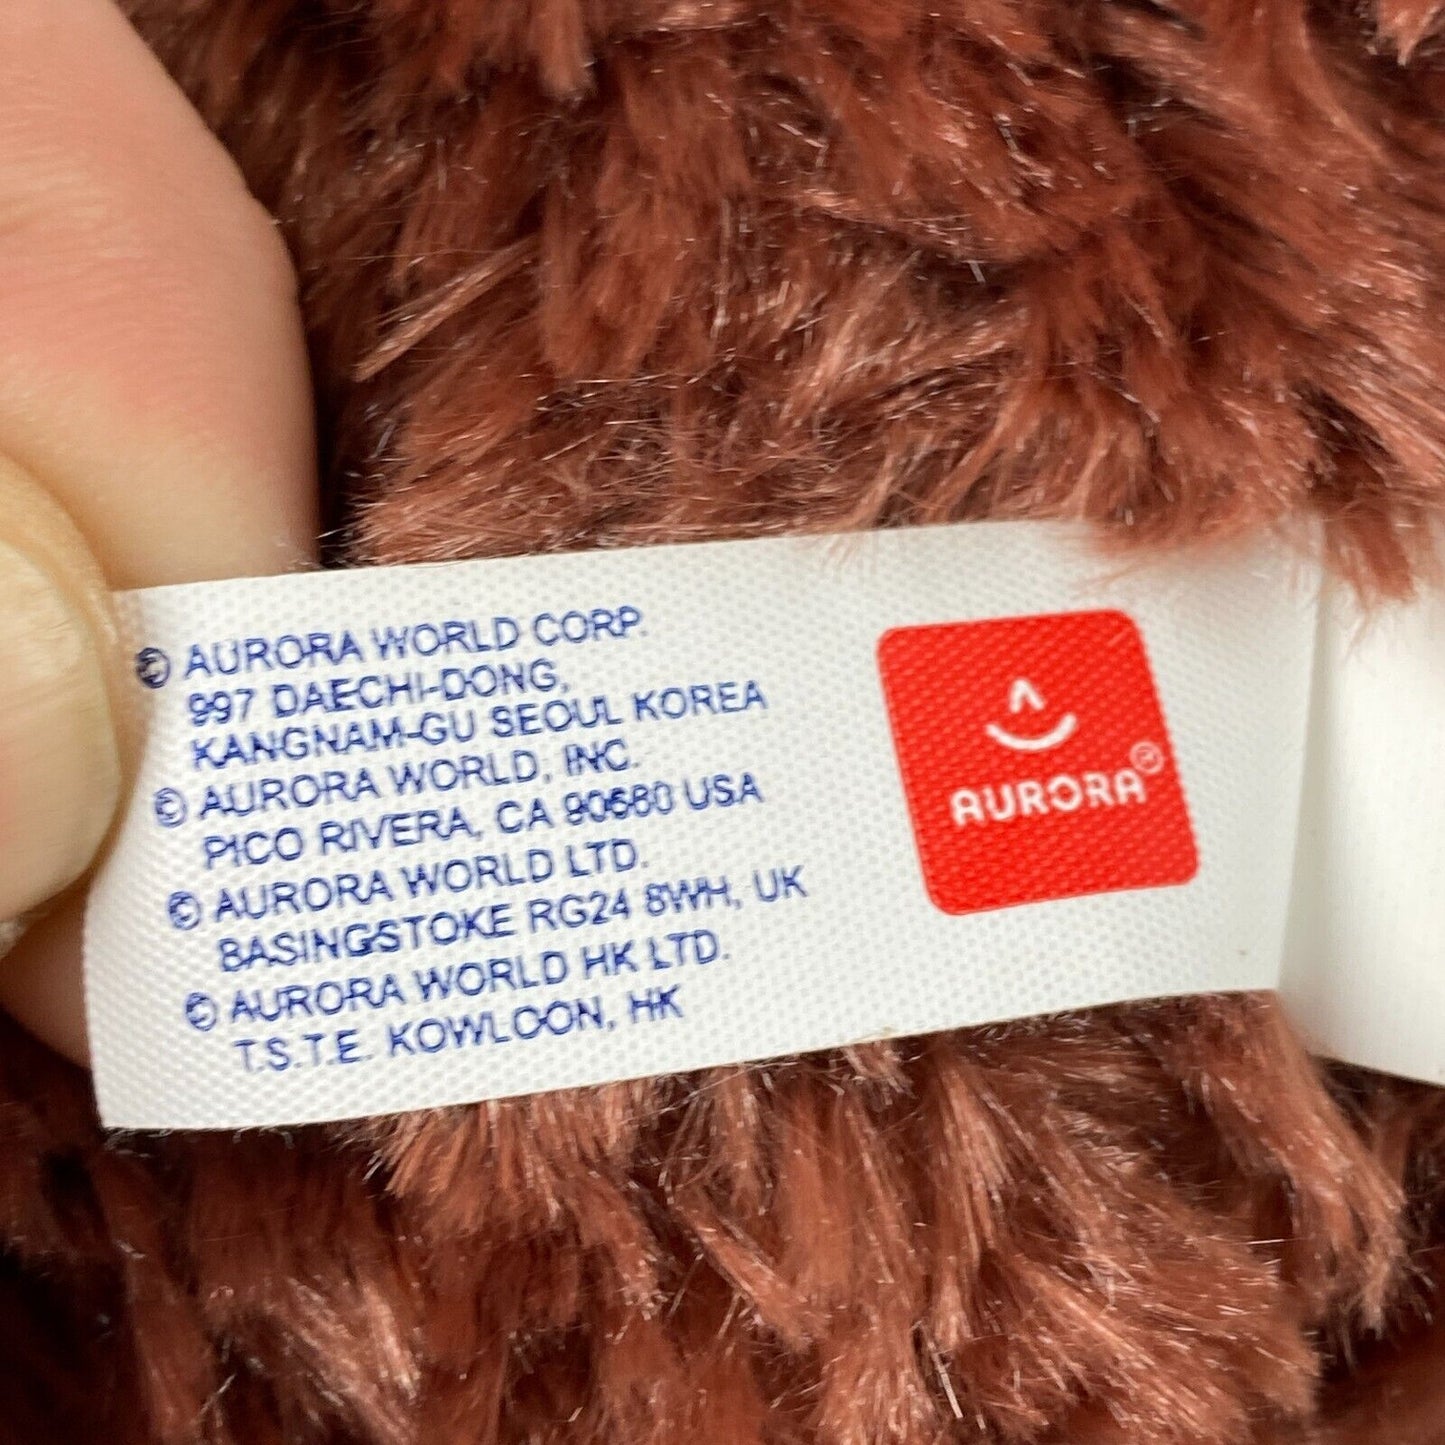 © AURORA WORLD CORP.
997 DAECHI-DONG,
KANGNAM-GU SEOUL KOREA
© AURORA WORLD, INC.
PICO RIVERA, CA 90660 USA
© AURORA WORLD LTD.
BASINGSTOKE RG24 8WH, UK
© AURORA WORLD HK LTD.
T.S.T.E. KOWLOON, HK
AURORA®